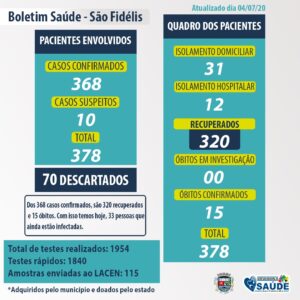 Boletim Saúde - São Fidélis
Atualizado dia 04/07/20
PACIENTES ENVOLVIDOS
CASOS CONFIRMADOS
368
CASOS SUSPEITOS
10
TOTAL
378
70 DESCARTADOS
Dos 368 casos confirmados, são 320 recuperados
e 15 óbitos. Com isso temos hoje, 33 pessoas que
ainda estão infectadas.
QUADRO DOS PACIENTES
ISOLAMENTO DOMICILIAR
31
ISOLAMENTO HOSPITALAR
12
RECUPERADOS
320
ÓBITOS EM INVESTIGAÇÃO
00
ÓBITOS CONFIRMADOS
15
TOTAL
378
Total de testes realizados: 1954
Testes rápidos: 1840
Amostras enviadas ao LACEN: 115
*Adquiridos pelo município e doados pelo estado
SAÚDE